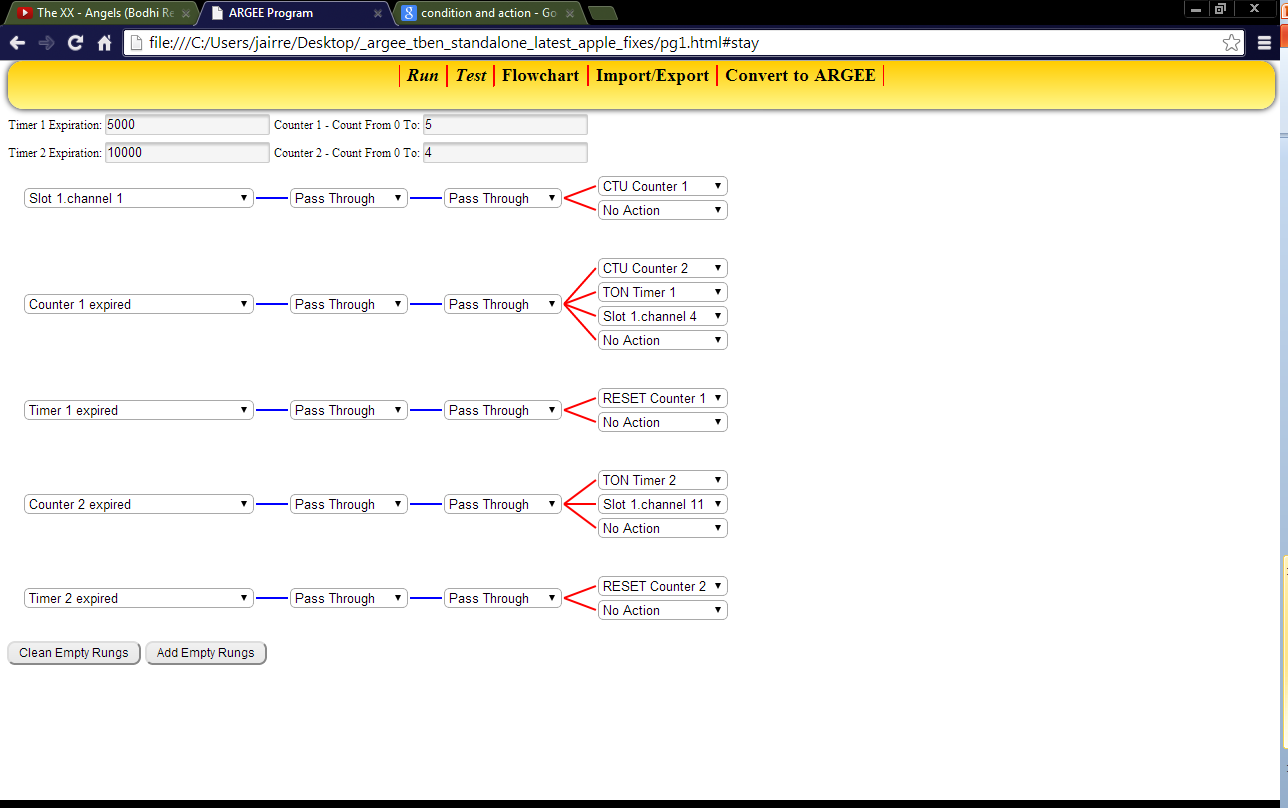 The XX - Angels (Bodhi Re
ARGEE Program
condition and action - Go
file:///C:/Users/jairre/Desktop/_argee_tben_standalone_latest_apple_fixes/pg1.html#stay
Run Test Flowchart Import/Export Convert to ARGEE
Timer 1 Expiration: 5000 Counter 1 - Count From 0 To: 5
Timer 2 Expiration: 10000 Counter 2 - Count From 0 To: 4
Slot 1.channel 1 Pass Through Pass Through
CTU Counter 1
No Action
Counter 1 expired Pass Through Pass Through
CTU Counter 2
TON Timer 1
Slot 1.channel 4
No Action
Timer 1 expired Pass Through Pass Through
RESET Counter 1
No Action
Counter 2 expired Pass Through Pass Through
TON Timer 2
Slot 1.channel 11
No Action
Timer 2 expired Pass Through Pass Through
RESET Counter 2
No Action
Clean Empty Rungs Add Empty Rungs